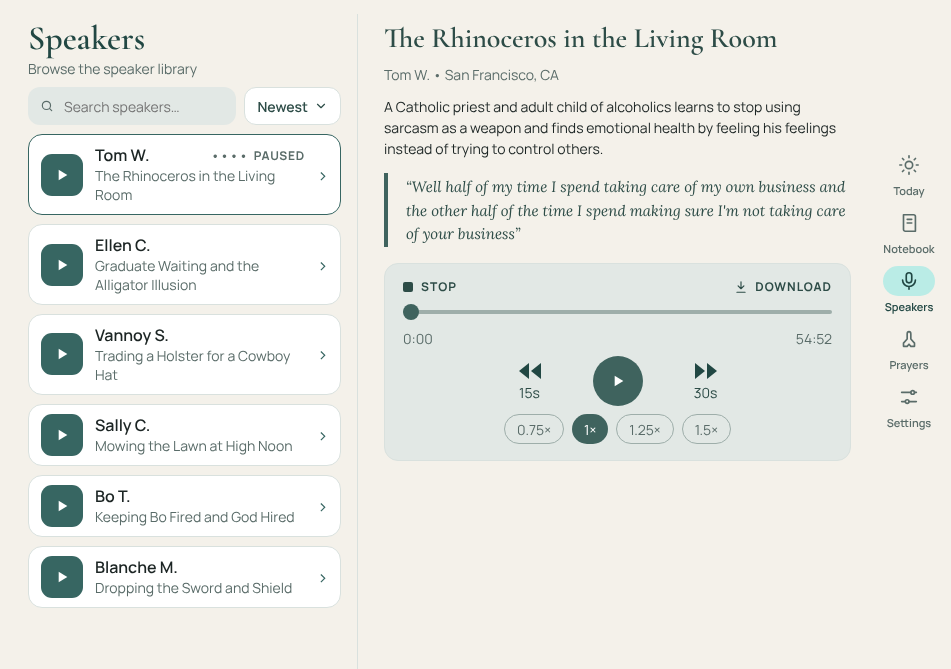 Speakers
Browse the speaker library
Search speakers...
Newest
Tom W.
•••• PAUSED
The Rhinoceros in the Living
Room
Ellen C.
Graduate Waiting and the
Alligator Illusion
Vannoy S.
Trading a Holster for a Cowboy
Hat
Sally C.
Mowing the Lawn at High Noon
Bo T.
Keeping Bo Fired and God Hired
Blanche M.
Dropping the Sword and Shield
The Rhinoceros in the Living Room
Tom W. • San Francisco, CA
A Catholic priest and adult child of alcoholics learns to stop using
sarcasm as a weapon and finds emotional health by feeling his feelings
instead of trying to control others.
“Well half of my time I spend taking care of my own business and
the other half of the time I spend making sure I'm not taking care
of your business”
STOP
DOWNLOAD
0:00
54:52
15s
30s
0.75×
1×
1.25×
1.5×
Today
Notebook
Speakers
Prayers
Settings